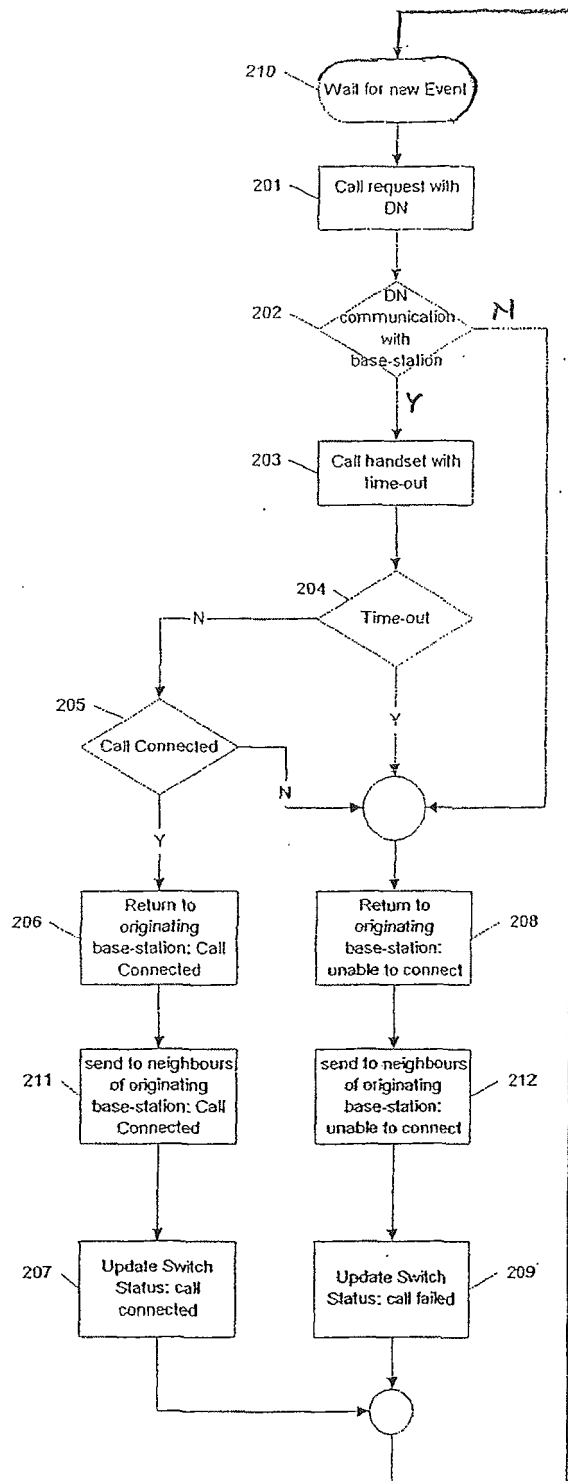 210
Wait for new Event
201
Call request with
DN
202
DN
communication
with
base-station
N
Y
203
Call handset with
time-out
204
Time-out
N
Y
205
Call Connected
N
Y
206
Return to
originating
base-station: Call
Connected
Return to
originating
base-station:
unable to connect
208
211
send to neighbours
of originating
base-station: Call
Connected
send to neighbours
of originating
base-station:
unable to connect
212
207
Update Switch
Status: call
connected
Update Switch
Status: call failed
209